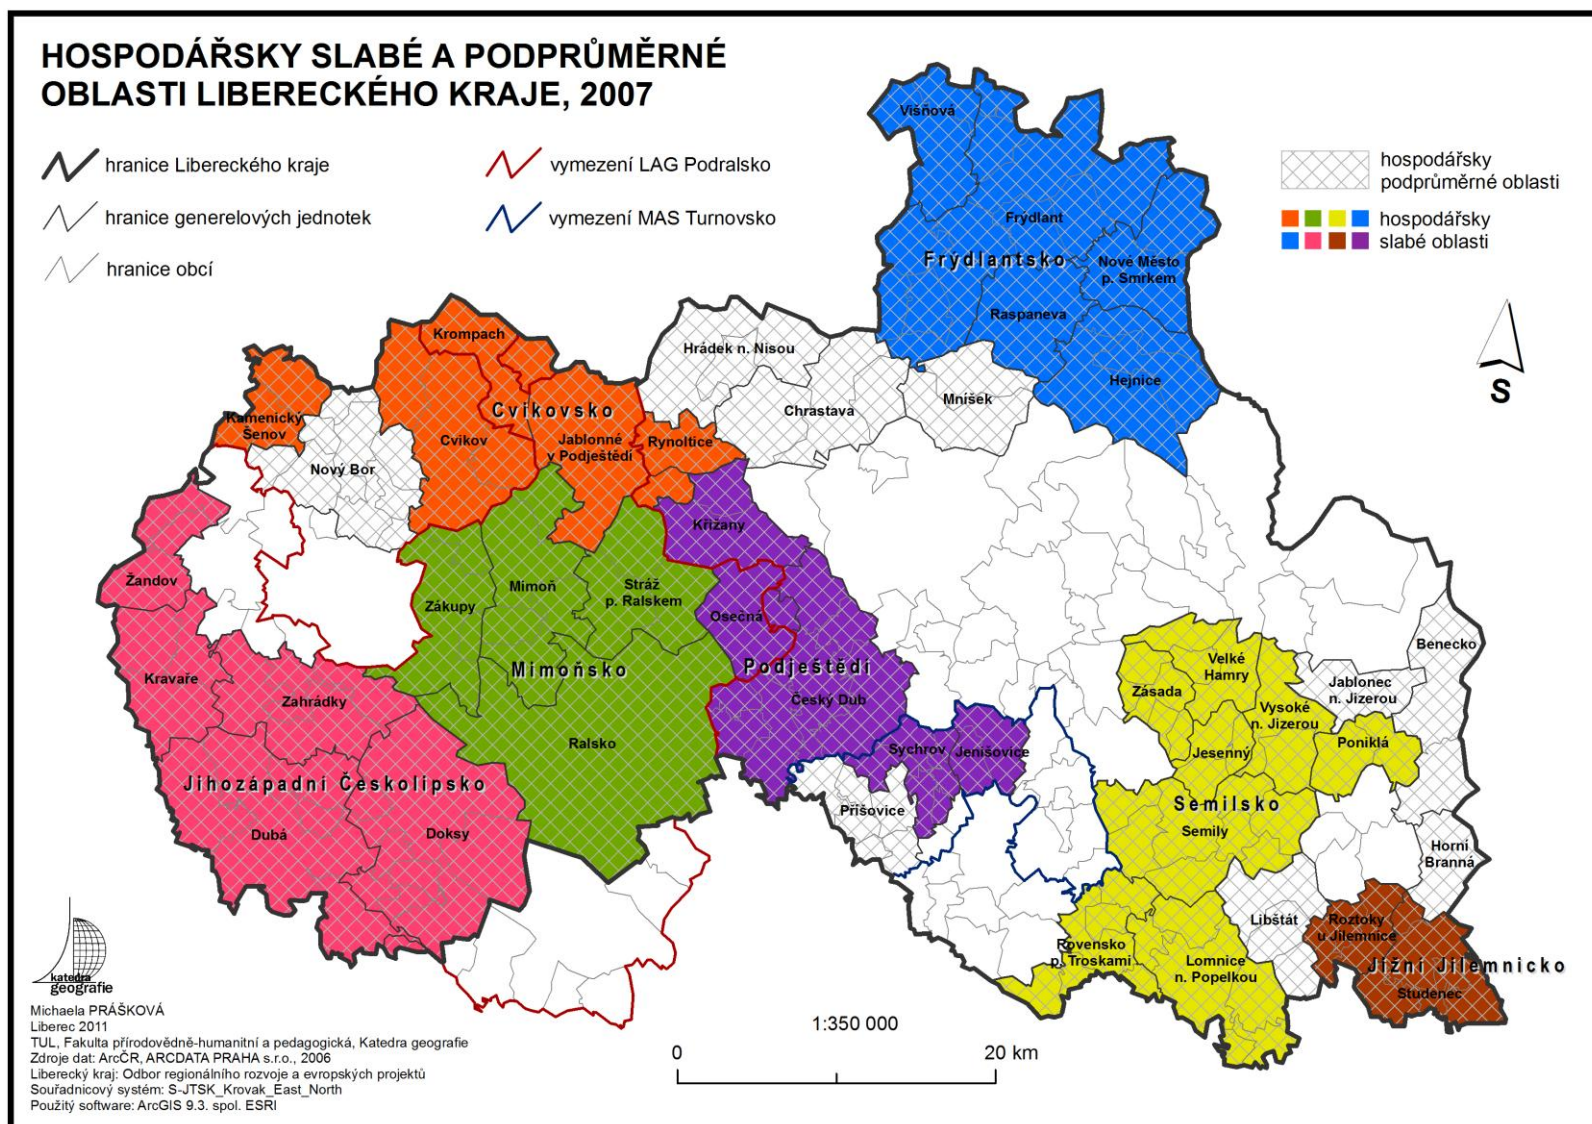 HOSPODÁŘSKY SLABÉ A PODPRŮMĚRNÉ
OBLASTI LIBERECKÉHO KRAJE, 2007
hranice Libereckého kraje
vymezení LAG Podralsko
hranice generelových jednotek
vymezení MAS Turnovsko
hranice obcí
hospodářsky
podprůměrné oblasti
hospodářsky
slabé oblasti
S
Višňová
Frýdlant
Frýdlantsko
Nové Město
p. Smrkem
Raspaneva
Hejnice
Krompach
Hrádek n. Nisou
Chrastava
Mníšek
Kamenický
Šenov
Cvikovsko
Cvikov
Jablonné
v Podještědí
Rynoltice
Nový Bor
Křižany
Žandov
Zákupy
Mimoň
Stráž
p. Ralskem
Osečná
Kravaře
Zahrádky
Mimoňsko
Podještědí
Český Dub
Ralsko
Jihozápadní Českolipsko
Dubá
Doksy
Sychrov
Jenišovice
Příšovice
Benecko
Velké
Hamry
Zásada
Jablonec
n. Jizerou
Vysoké
n. Jizerou
Jesenný
Poniklá
Semilsko
Semily
Horní
Branná
Libštát
Roztoky
u Jilemnice
Rovensko
p. Troskami
Lomnice
n. Popelkou
Jižní Jilemnicko
Studenec
katedra
geografie
Michaela PRÁŠKOVÁ
Liberec 2011
TUL, Fakulta přírodovědně-humanitní a pedagogická, Katedra geografie
Zdroje dat: ArcČR, ARCDATA PRAHA s.r.o., 2006
Liberecký kraj: Odbor regionálního rozvoje a evropských projektů
Souřadnicový systém: S-JTSK_Krovak_East_North
Použitý software: ArcGIS 9.3. spol. ESRI
1:350 000
0
20 km